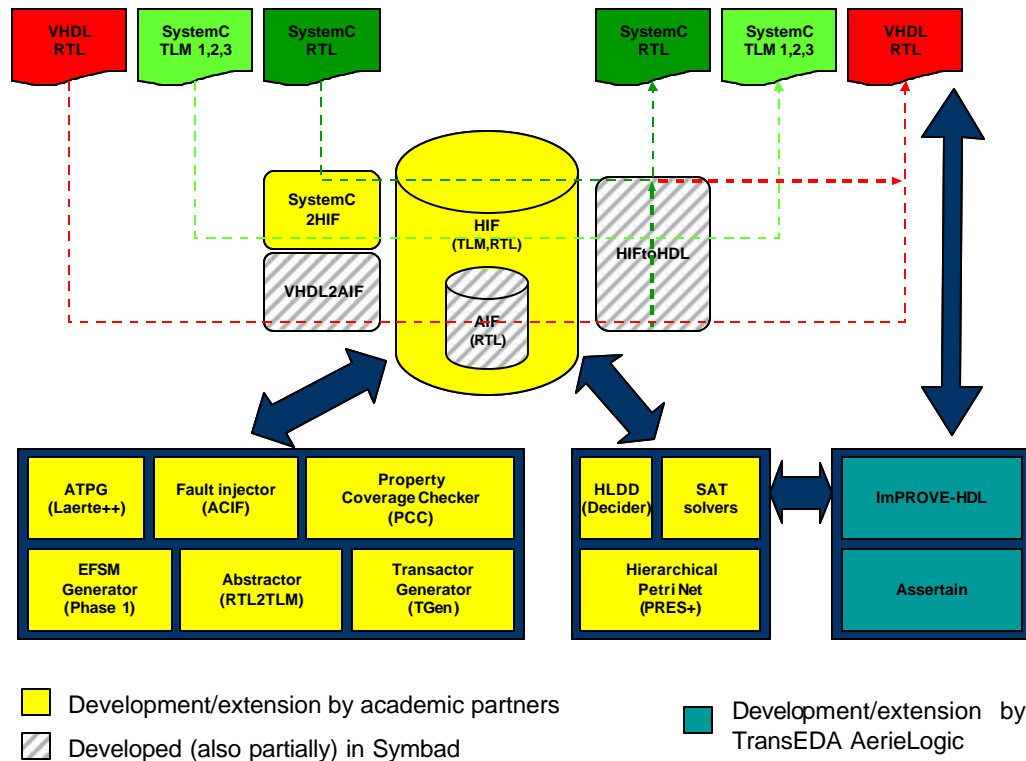 VHDL
RTL
SystemC
TLM 1,2,3
SystemC
RTL
SystemC
RTL
SystemC
TLM 1,2,3
VHDL
RTL
SystemC
2HIF
HIF
(TLM,RTL)
HIFtoHDL
VHDL2AIF
AIF
(RTL)
ATPG
(Laerte++)
Fault injector
(ACIF)
Property
Coverage Checker
(PCC)
HLDD
(Decider)
SAT
solvers
ImPROVE-HDL
EFSM
Generator
(Phase 1)
Abstractor
(RTL2TLM)
Transactor
Generator
(TGen)
Hierarchical
Petri Net
(PRES+)
Assertain
Development/extension by academic partners
Developed (also partially) in Symbad
Development/extension by
TransEDA AerieLogic